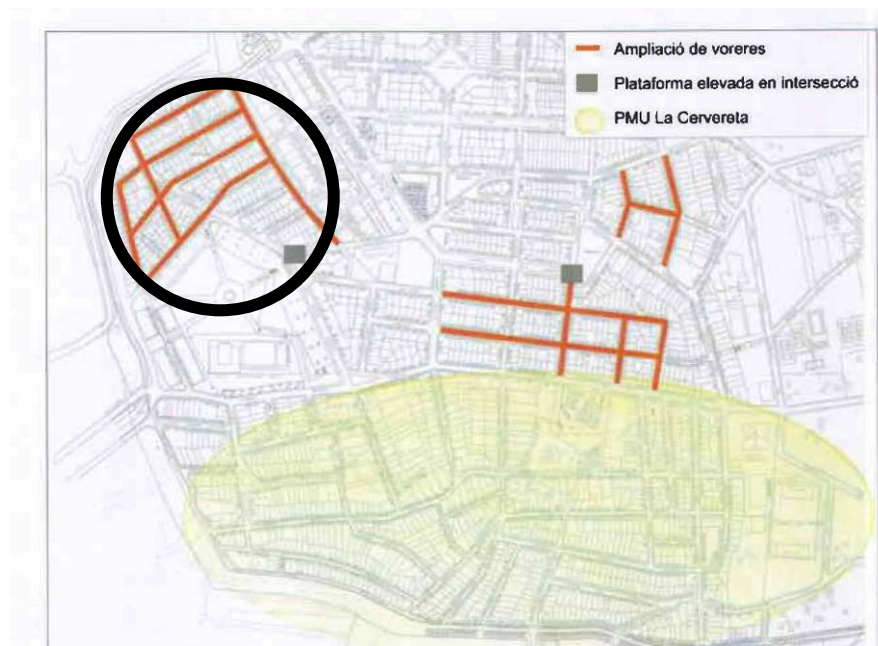 Ampliació de voreres
Plataforma elevada en intersecció
PMU La Cervereta